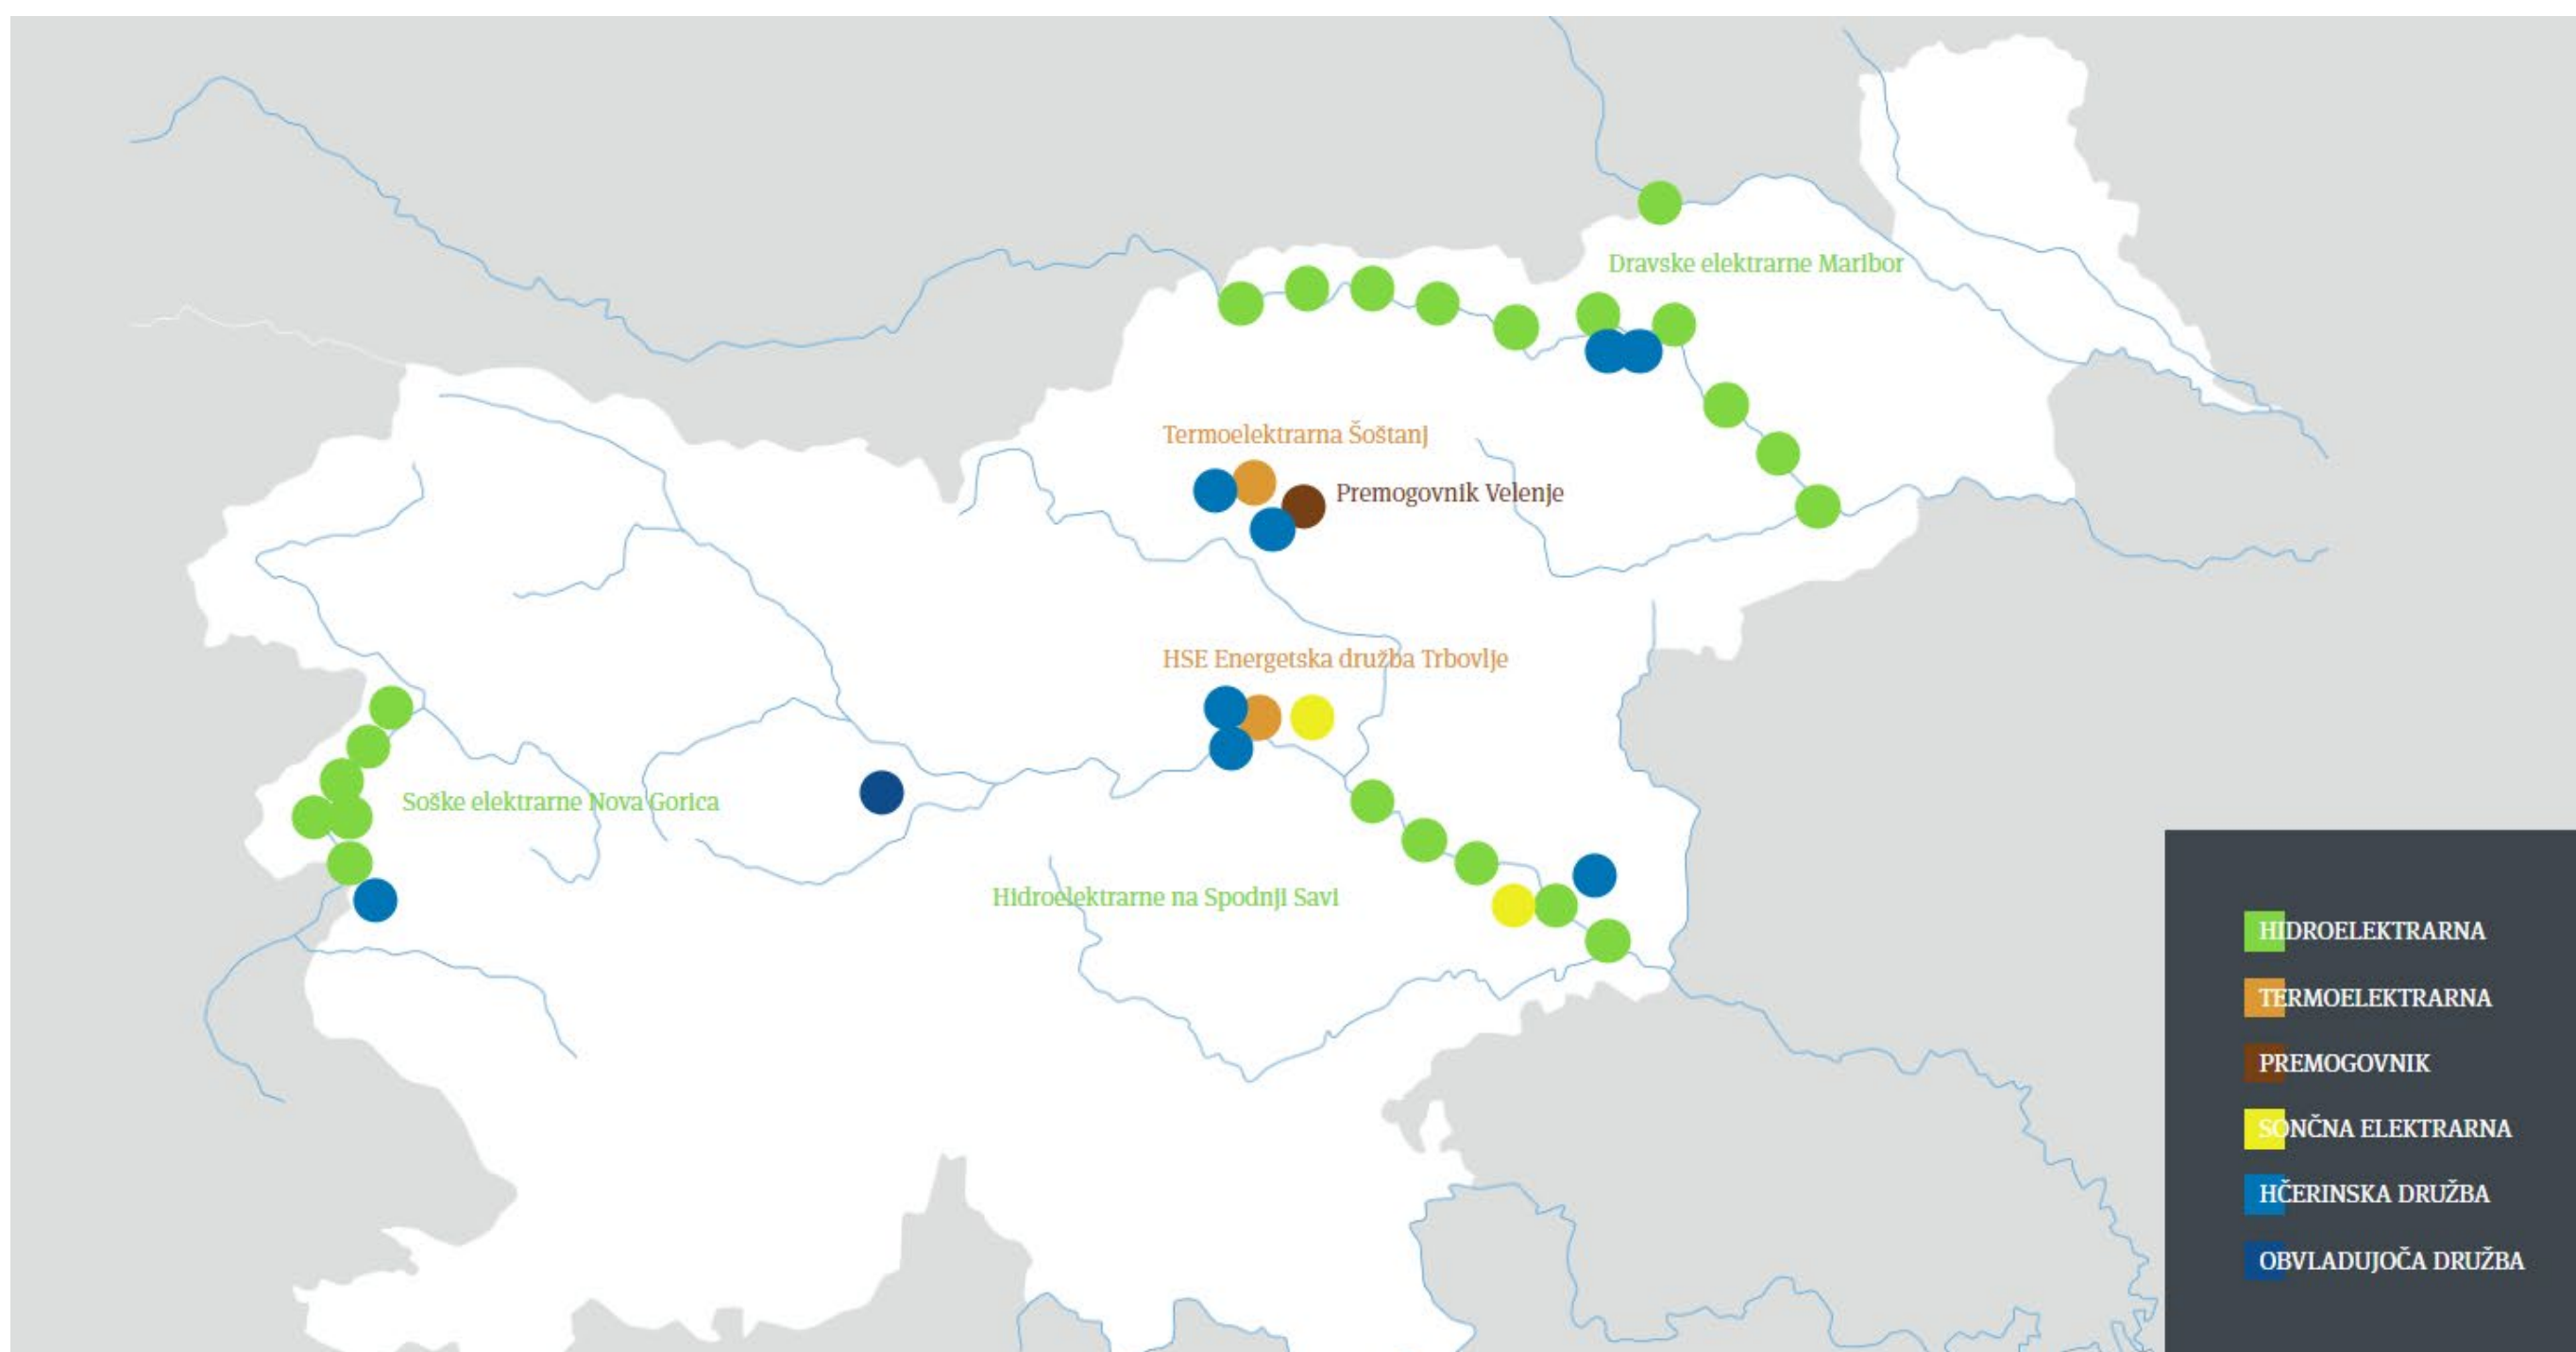 Dravske elektrarne Maribor
Termoelektrarna Šoštanj
Premogovnik Velenje
HSE Energetska družba Trbovlje
Soške elektrarne Nova Gorica
Hidroelektrarne na Spodnji Savi
HIDROELEKTRARNA
TERMOELEKTRARNA
PREMOGOVNIK
SONČNA ELEKTRARNA
HČERINSKA DRUŽBA
OBVLADUJOČA DRUŽBA